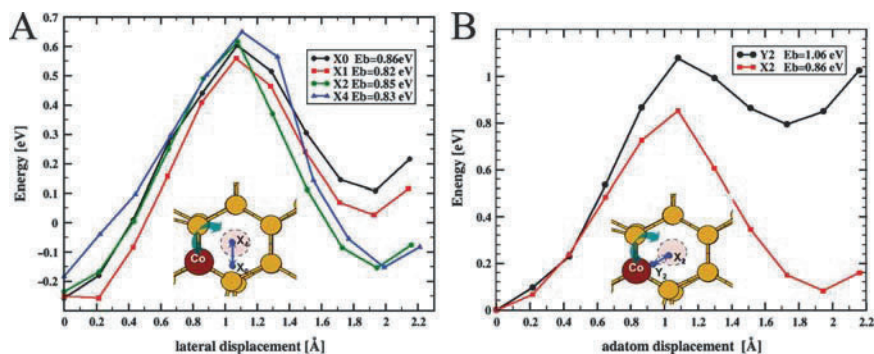 A
0.7
0.6
0.5
0.4
0.3
0.2
0.1
0
-0.1
-0.2
Energy [eV]
X0 Eb=0.86eV
X1 Eb=0.82 eV
X2 Eb=0.85 eV
X4 Eb=0.83 eV
Co
X₄
0 0.2 0.4 0.6 0.8 1 1.2 1.4 1.6 1.8 2 2.2
lateral displacement [Å]
B
1
0.8
0.6
0.4
0.2
0
Energy [eV]
Y2 Eb=1.06 eV
X2 Eb=0.86 eV
Co
X₂
Y₂
0 0.2 0.4 0.6 0.8 1 1.2 1.4 1.6 1.8 2
adatom displacement [Å]